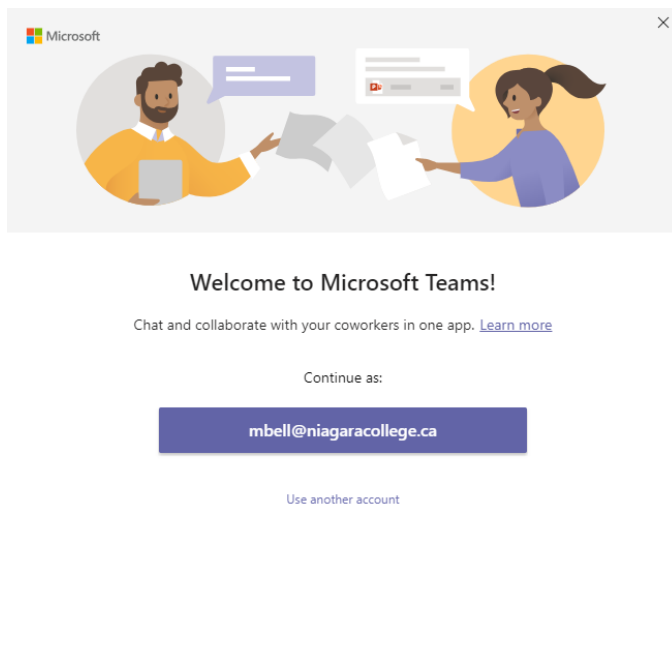 Microsoft
Welcome to Microsoft Teams!
Chat and collaborate with your coworkers in one app. Learn more
Continue as:
mbell@niagaracollege.ca
Use another account